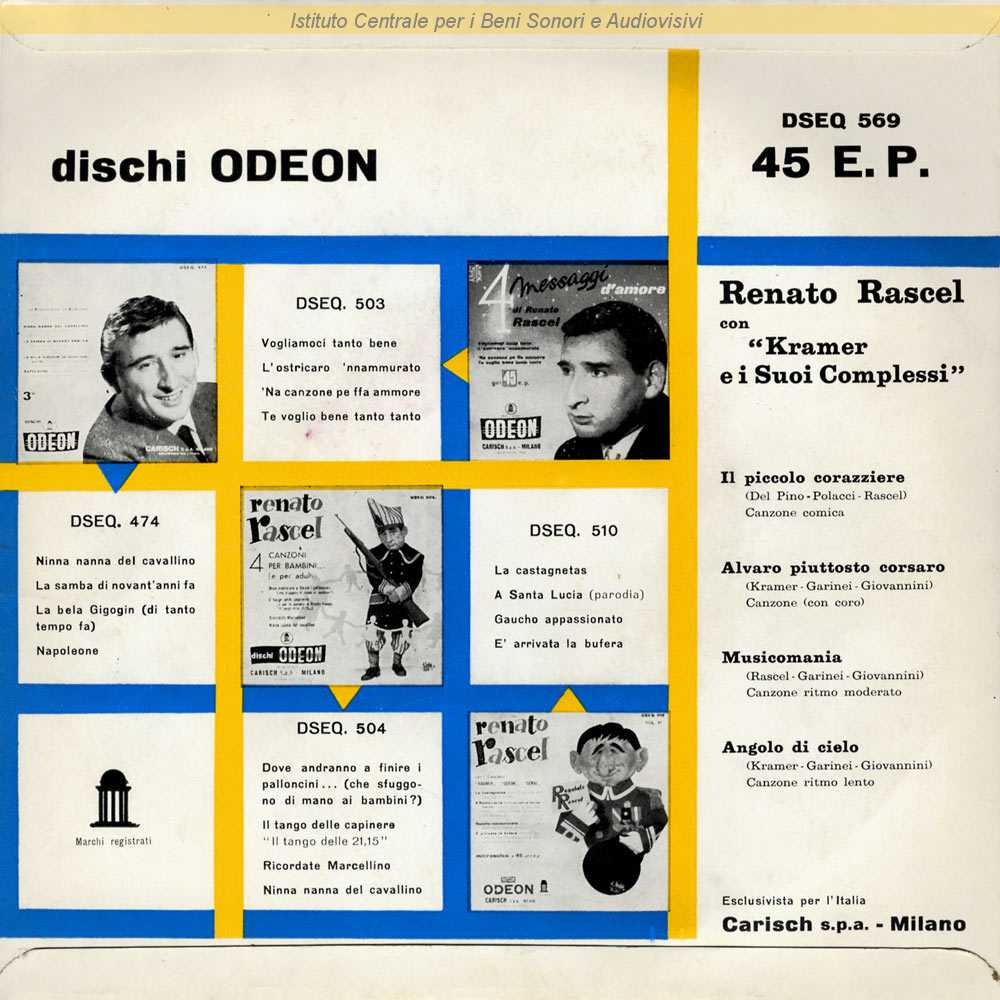 Istituto Centrale per i Beni Sonori e Audiovisivi
dischi ODEON
DSEQ 569
45 E.P.
DSEQ. 503
Vogliamoci tanto bene
L'ostricaro 'nnammurato
'Na canzone pe ffa ammore
Te voglio bene tanto tanto
3"
DISCHI
ODEON
CARISCH s.p.a. MILANO
4 messaggi
d'amore
di Renato
Rascel
45 e.p.
ODEON
CARISCH s.p.a. - MILANO
DSEQ. 474
Ninna nanna del cavallino
La samba di novant'anni fa
La bela Gigogin (di tanto
tempo fa)
Napoleone
renato
rascel
4 CANZONI
PER BAMBINI...
(e per adulti
dischi ODEON
CARISCH s.p.a. MILANO
DSEQ. 510
La castagnetas
A Santa Lucia (parodia)
Gaucho appassionato
E' arrivata la bufera
Marchi registrati
DSEQ. 504
Dove andranno a finire i
palloncini... (che sfuggo-
no di mano ai bambini?)
Il tango delle capinere
"Il tango delle 21,15"
Ricordate Marcellino
Ninna nanna del cavallino
renato
rascel
Renato
Rascel
ODEON
Renato Rascel
con
"Kramer
e i Suoi Complessi"
Il piccolo corazziere
(Del Pino - Polacci - Rascel)
Canzone comica
Alvaro piuttosto corsaro
(Kramer - Garinei - Giovannini)
Canzone (con coro)
Musicomania
(Rascel - Garinei - Giovannini)
Canzone ritmo moderato
Angolo di cielo
(Kramer - Garinei - Giovannini)
Canzone ritmo lento
Esclusivista per l'Italia
Carisch s.p.a. - Milano